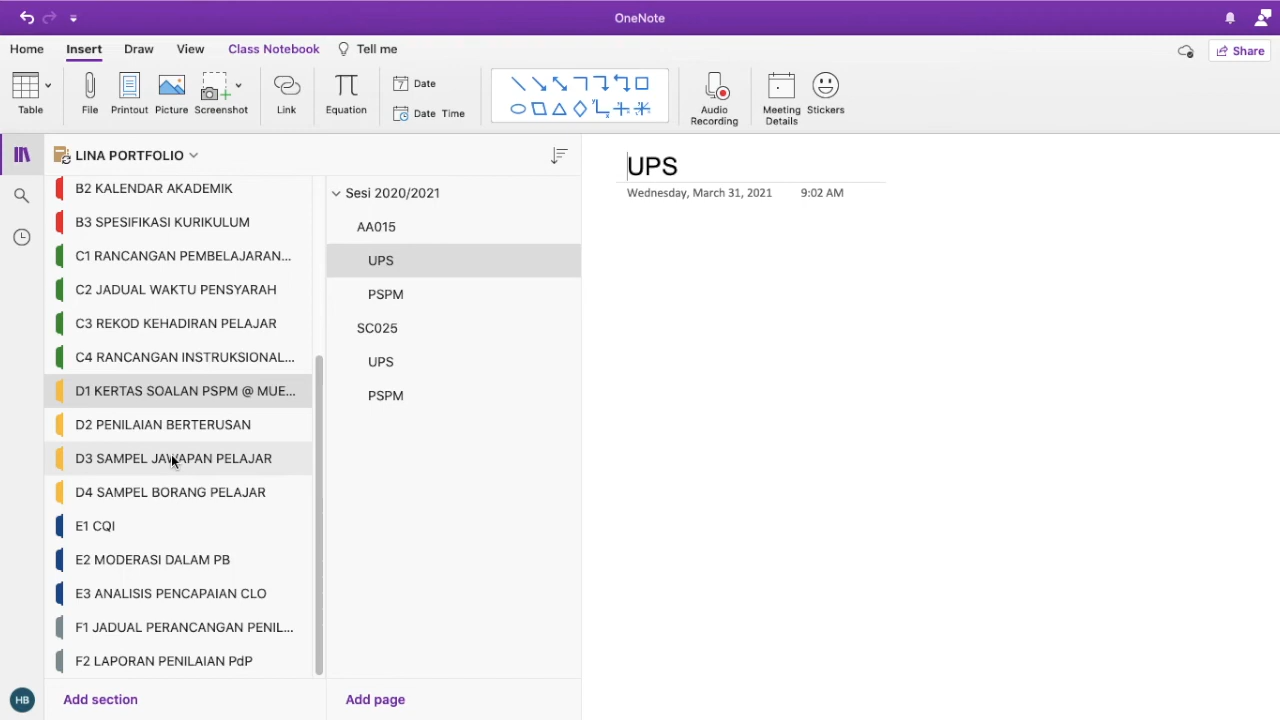 OneNote
Home Insert Draw View Class Notebook Tell me Share
Table File Printout Picture Screenshot Link Equation Date Date Time Audio Recording Meeting Details Stickers
LINA PORTFOLIO
B2 KALENDAR AKADEMIK
B3 SPESIFIKASI KURIKULUM
C1 RANCANGAN PEMBELAJARAN...
C2 JADUAL WAKTU PENSYARAH
C3 REKOD KEHADIRAN PELAJAR
C4 RANCANGAN INSTRUKSIONAL...
D1 KERTAS SOALAN PSPM @ MUE...
D2 PENILAIAN BERTERUSAN
D3 SAMPEL JAWAPAN PELAJAR
D4 SAMPEL BORANG PELAJAR
E1 CQI
E2 MODERASI DALAM PB
E3 ANALISIS PENCAPAIAN CLO
F1 JADUAL PERANCANGAN PENIL...
F2 LAPORAN PENILAIAN PdP
HB
Add section
Sesi 2020/2021
AA015
UPS
PSPM
SC025
UPS
PSPM
Add page
UPS
Wednesday, March 31, 2021 9:02 AM